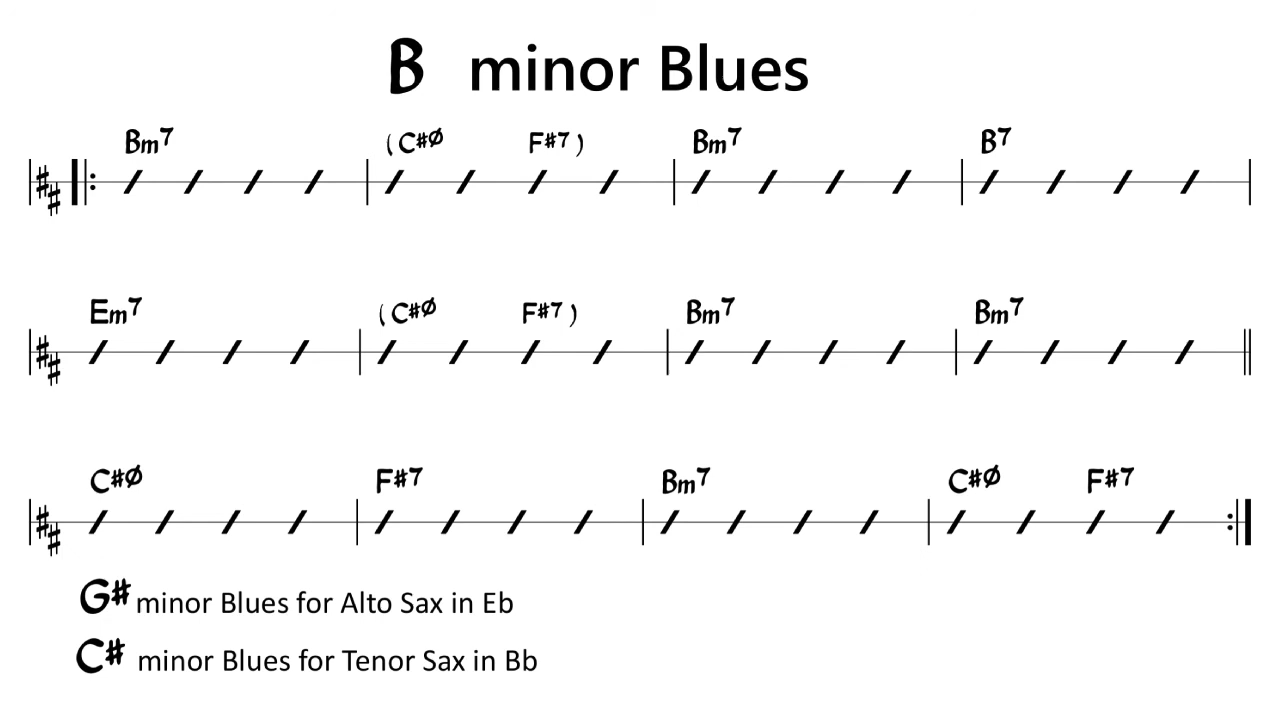 B minor Blues
Bm7 (C#ø F#7) Bm7 B7
Em7 (C#ø F#7) Bm7 Bm7
C#ø F#7 Bm7 C#ø F#7
G# minor Blues for Alto Sax in Eb
C# minor Blues for Tenor Sax in Bb